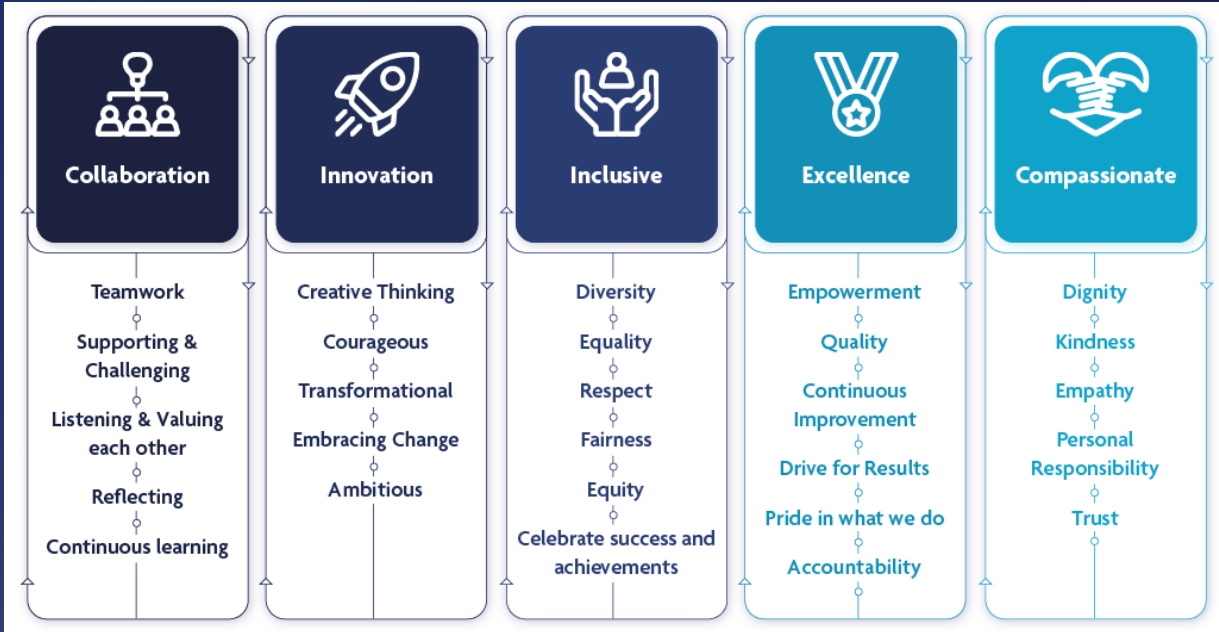 Collaboration
Teamwork
Supporting &
Challenging
Listening & Valuing
each other
Reflecting
Continuous learning
Innovation
Creative Thinking
Courageous
Transformational
Embracing Change
Ambitious
Inclusive
Diversity
Equality
Respect
Fairness
Equity
Celebrate success and
achievements
Excellence
Empowerment
Quality
Continuous
Improvement
Drive for Results
Pride in what we do
Accountability
Compassionate
Dignity
Kindness
Empathy
Personal
Responsibility
Trust